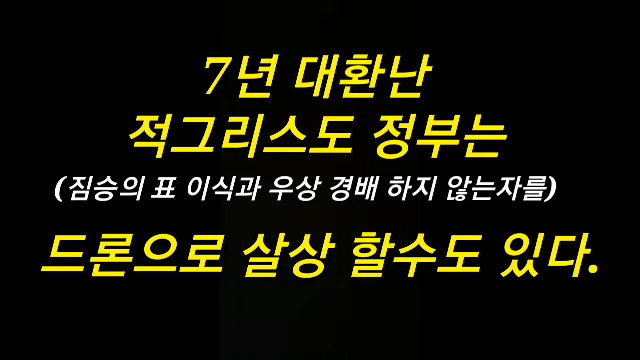 7년 대환난
적그리스도 정부는
(짐승의 표 이식과 우상 경배 하지 않는자를)
드론으로 살상 할수도 있다.